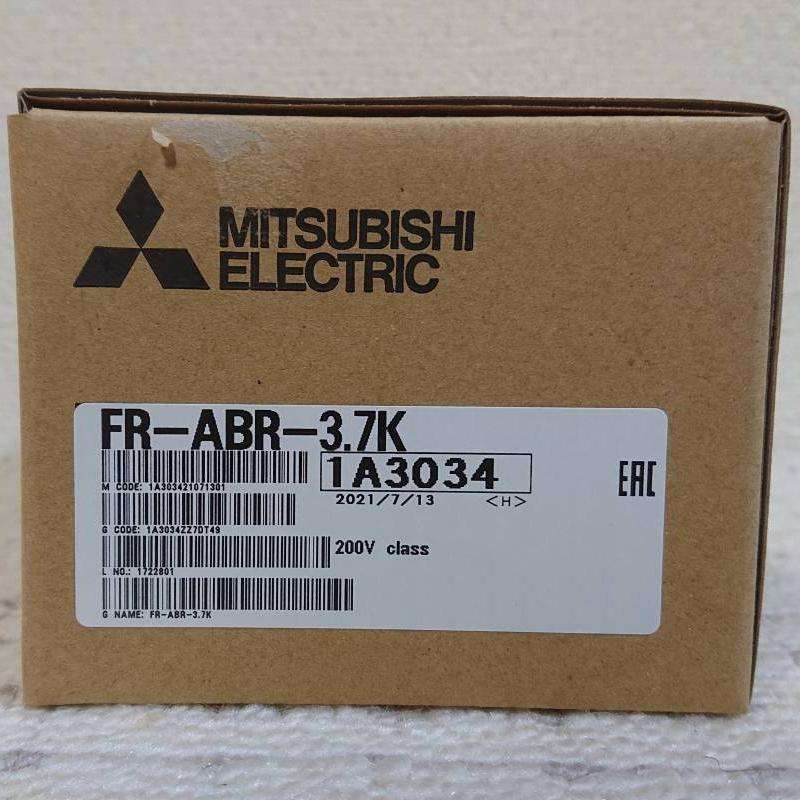 MITSUBISHI
ELECTRIC
FR-ABR-3.7K
1A3034
M CODE: 1A303421071301
2021/7/13 <H>
EAC
G CODE: 1A3034ZZ7DT49
200V class
L NO.: 1722801
G NAME: FR-ABR-3.7K